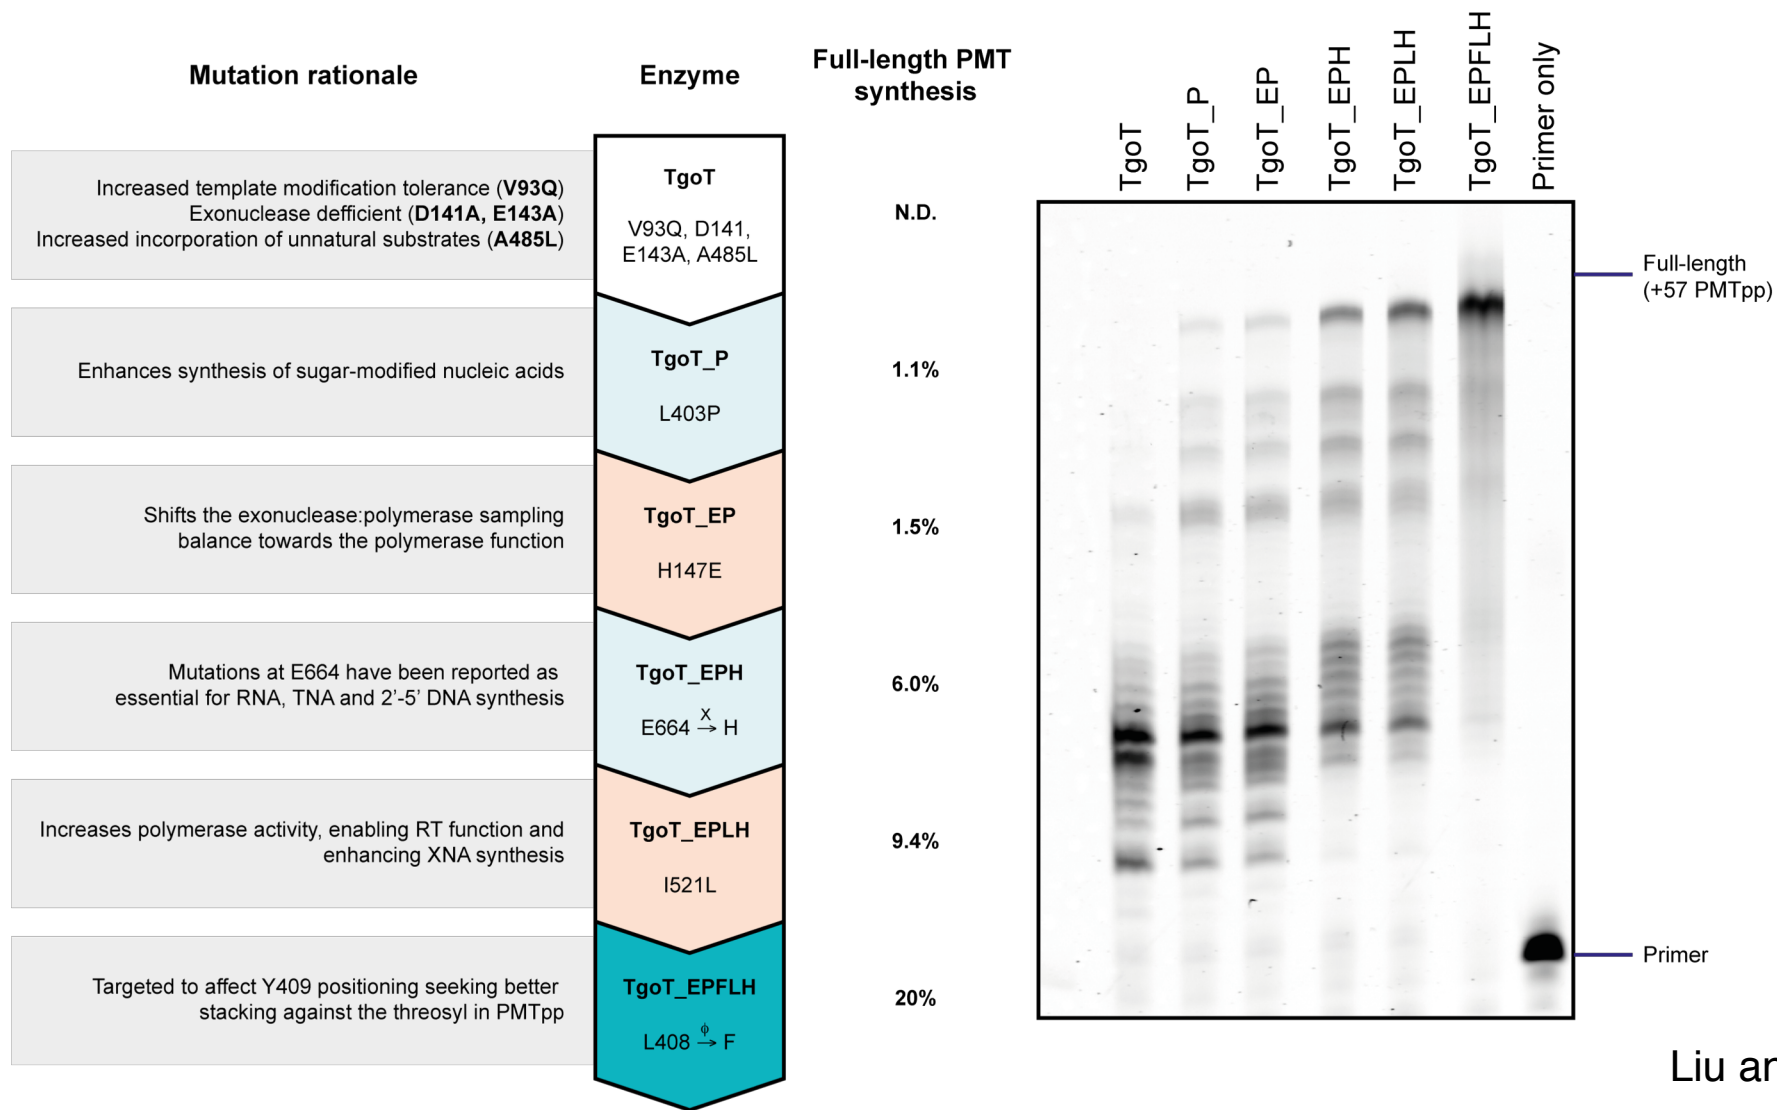 Mutation rationale
Enzyme
Full-length PMT
synthesis
Increased template modification tolerance (V93Q)
Exonuclease defficient (D141A, E143A)
Increased incorporation of unnatural substrates (A485L)
TgoT
V93Q, D141,
E143A, A485L
N.D.
Enhances synthesis of sugar-modified nucleic acids
TgoT_P
L403P
1.1%
Shifts the exonuclease:polymerase sampling
balance towards the polymerase function
TgoT_EP
H147E
1.5%
Mutations at E664 have been reported as
essential for RNA, TNA and 2’-5’ DNA synthesis
TgoT_EPH
X
E664 → H
6.0%
Increases polymerase activity, enabling RT function and
enhancing XNA synthesis
TgoT_EPLH
I521L
9.4%
Targeted to affect Y409 positioning seeking better
stacking against the threosyl in PMTpp
TgoT_EPFLH
ϕ
L408 → F
20%
TgoT
TgoT_P
TgoT_EP
TgoT_EPH
TgoT_EPLH
TgoT_EPFLH
Primer only
Full-length
(+57 PMTpp)
Primer
Liu